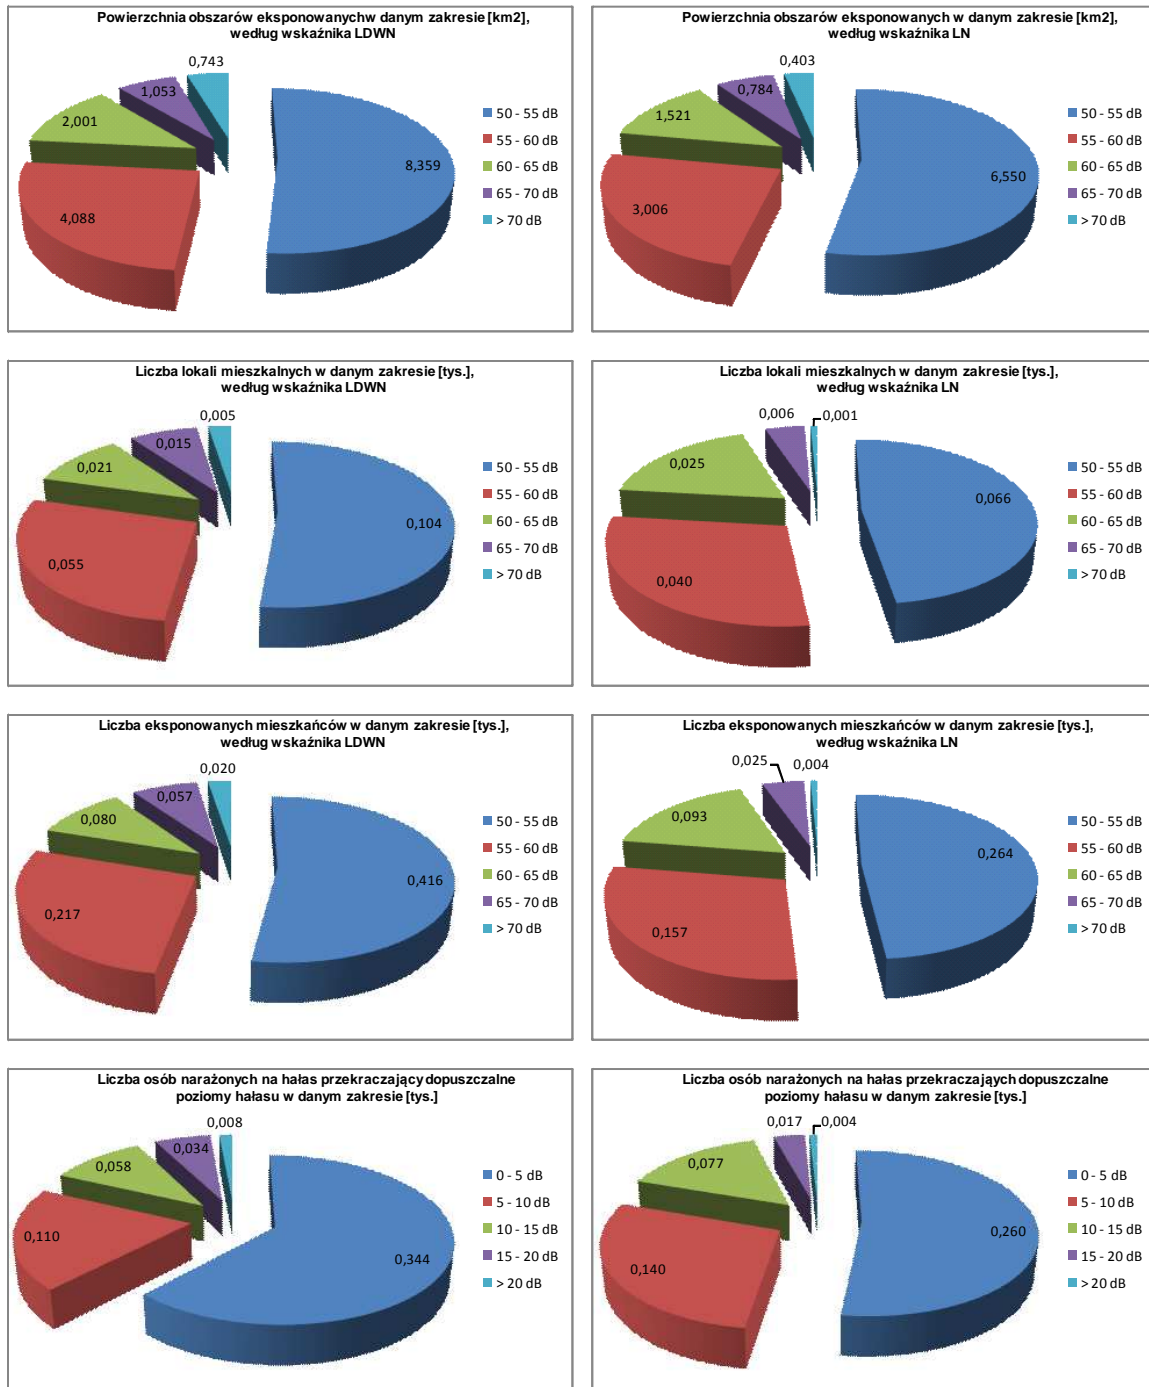 Powierzchnia obszarów eksponowanychw danym zakresie [km2],
według wskaźnika LDWN
0,743
1,053
2,001
8,359
4,088
50 - 55 dB
55 - 60 dB
60 - 65 dB
65 - 70 dB
> 70 dB
Powierzchnia obszarów eksponowanych w danym zakresie [km2],
według wskaźnika LN
0,403
0,784
1,521
6,550
3,006
50 - 55 dB
55 - 60 dB
60 - 65 dB
65 - 70 dB
> 70 dB
Liczba lokali mieszkalnych w danym zakresie [tys.],
według wskaźnika LDWN
0,005
0,015
0,021
0,104
0,055
50 - 55 dB
55 - 60 dB
60 - 65 dB
65 - 70 dB
> 70 dB
Liczba lokali mieszkalnych w danym zakresie [tys.],
według wskaźnika LN
0,006
0,001
0,025
0,066
0,040
50 - 55 dB
55 - 60 dB
60 - 65 dB
65 - 70 dB
> 70 dB
Liczba eksponowanych mieszkańców w danym zakresie [tys.],
według wskaźnika LDWN
0,020
0,057
0,080
0,416
0,217
50 - 55 dB
55 - 60 dB
60 - 65 dB
65 - 70 dB
> 70 dB
Liczba eksponowanych mieszkańców w danym zakresie [tys.],
według wskaźnika LN
0,025
0,004
0,093
0,264
0,157
50 - 55 dB
55 - 60 dB
60 - 65 dB
65 - 70 dB
> 70 dB
Liczba osób narażonych na hałas przekraczający dopuszczalne
poziomy hałasu w danym zakresie [tys.]
0,008
0,034
0,058
0,110
0,344
0 - 5 dB
5 - 10 dB
10 - 15 dB
15 - 20 dB
> 20 dB
Liczba osób narażonych na hałas przekraczająych dopuszczalne
poziomy hałasu w danym zakresie [tys.]
0,017
0,004
0,077
0,260
0,140
0 - 5 dB
5 - 10 dB
10 - 15 dB
15 - 20 dB
> 20 dB